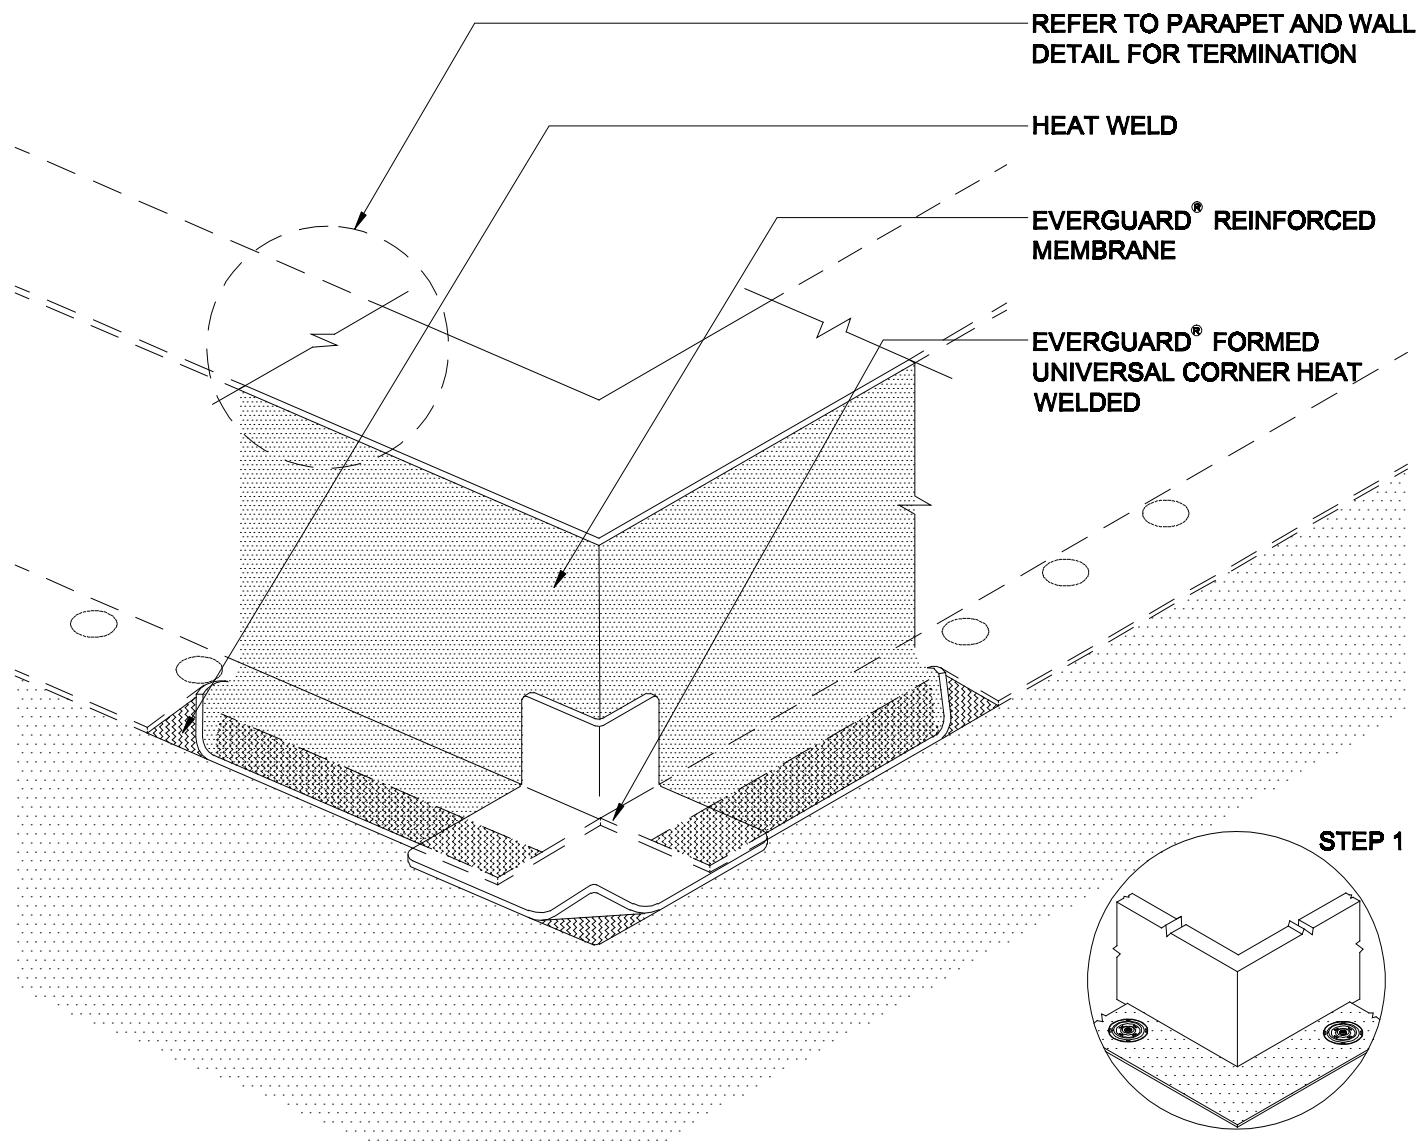 REFER TO PARAPET AND WALL
DETAIL FOR TERMINATION
HEAT WELD
EVERGUARD® REINFORCED
MEMBRANE
EVERGUARD® FORMED
UNIVERSAL CORNER HEAT
WELDED
STEP 1